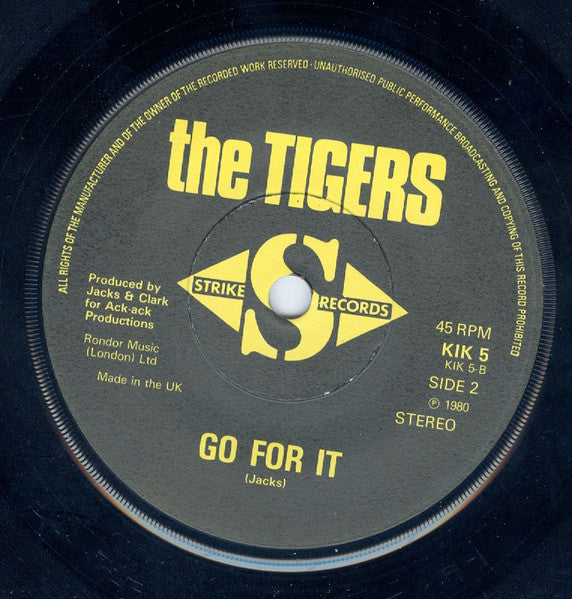 ALL RIGHTS OF THE MANUFACTURER AND OF THE OWNER OF THE RECORDED WORK RESERVED · UNAUTHORISED PUBLIC PERFORMANCE BROADCASTING AND COPYING OF THIS RECORD PROHIBITED
the TIGERS
STRIKE S RECORDS
Produced by
Jacks & Clark
for Ack-ack
Productions
Rondor Music
(London) Ltd
Made in the UK
45 RPM
KIK 5
KIK 5-B
SIDE 2
℗ 1980
STEREO
GO FOR IT
(Jacks)